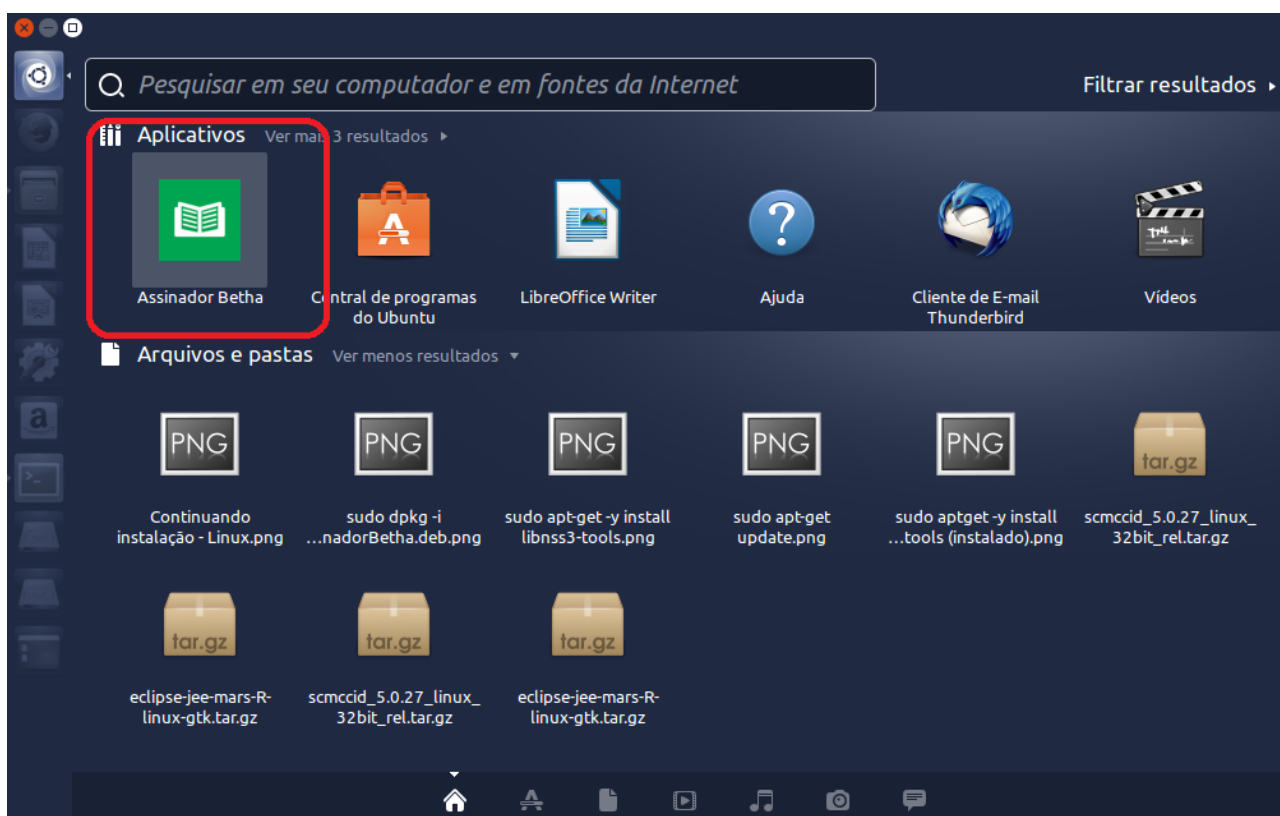 Pesquisar em seu computador e em fontes da Internet
Filtrar resultados
Aplicativos Ver mais 3 resultados
Assinador Betha
Central de programas
do Ubuntu
LibreOffice Writer
Ajuda
Cliente de E-mail
Thunderbird
Vídeos
Arquivos e pastas Ver menos resultados
PNG
PNG
PNG
PNG
PNG
tar.gz
Continuando
instalação - Linux.png
sudo dpkg -i
...nadorBetha.deb.png
sudo apt-get -y install
libnss3-tools.png
sudo apt-get
update.png
sudo aptget -y install
...tools (instalado).png
scmccid_5.0.27_linux_
32bit_rel.tar.gz
tar.gz
tar.gz
tar.gz
eclipse-jee-mars-R-
linux-gtk.tar.gz
scmccid_5.0.27_linux_
32bit_rel.tar.gz
eclipse-jee-mars-R-
linux-gtk.tar.gz